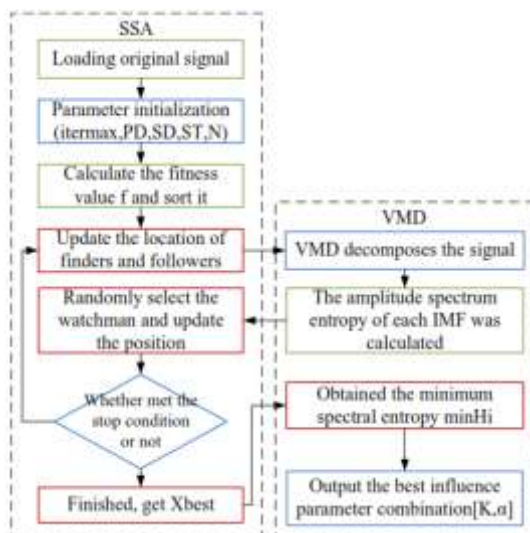 SSA
Loading original signal
Parameter initialization
(itermax,PD,SD,ST,N)
Calculate the fitness
value f and sort it
Update the location of
finders and followers
Randomly select the
watchman and update
the position
Whether met the
stop condition
or not
Finished, get Xbest
VMD
VMD decomposes the signal
The amplitude spectrum
entropy of each IMF was
calculated
Obtained the minimum
spectral entropy minHi
Output the best influence
parameter combination[K,α]